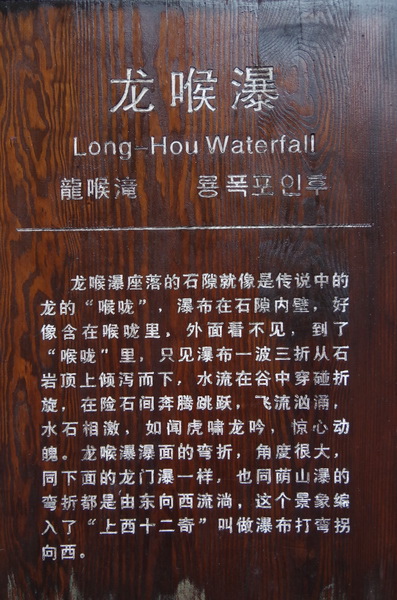 龙喉瀑
Long-Hou Waterfall
龍喉滝 룡폭포인후
龙喉瀑座落的石隙就像是传说中的
龙的“喉咙”，瀑布在石隙内壁，好
像含在喉咙里，外面看不见，到了
“喉咙”里，只见瀑布一波三折从石
岩顶上倾泻而下，水流在谷中穿碰折
旋，在险石间奔腾跳跃，飞流汹涌，
水石相激，如闻虎啸龙吟，惊心动
魄。龙喉瀑瀑面的弯折，角度很大，
同下面的龙门瀑一样，也同荫山瀑的
弯折都是由东向西流淌，这个景象编
入了“上西十二奇”叫做瀑布打弯拐
向西。